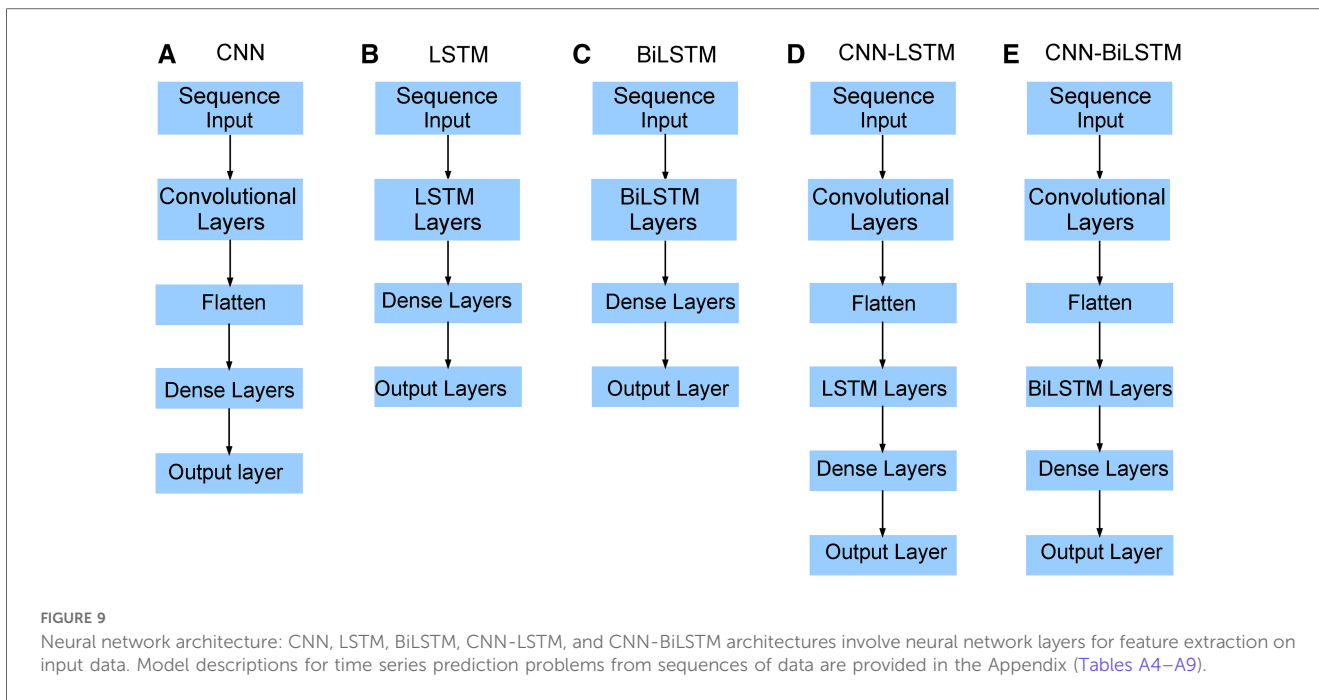 A CNN
Sequence
Input
Convolutional
Layers
Flatten
Dense Layers
Output layer
B LSTM
Sequence
Input
LSTM
Layers
Dense Layers
Output Layers
C BiLSTM
Sequence
Input
BiLSTM
Layers
Dense Layers
Output Layer
D CNN-LSTM
Sequence
Input
Convolutional
Layers
Flatten
LSTM Layers
Dense Layers
Output Layer
E CNN-BiLSTM
Sequence
Input
Convolutional
Layers
Flatten
BiLSTM Layers
Dense Layers
Output Layer
FIGURE 9
Neural network architecture: CNN, LSTM, BiLSTM, CNN-LSTM, and CNN-BiLSTM architectures involve neural network layers for feature extraction on
input data. Model descriptions for time series prediction problems from sequences of data are provided in the Appendix (Tables A4–A9).